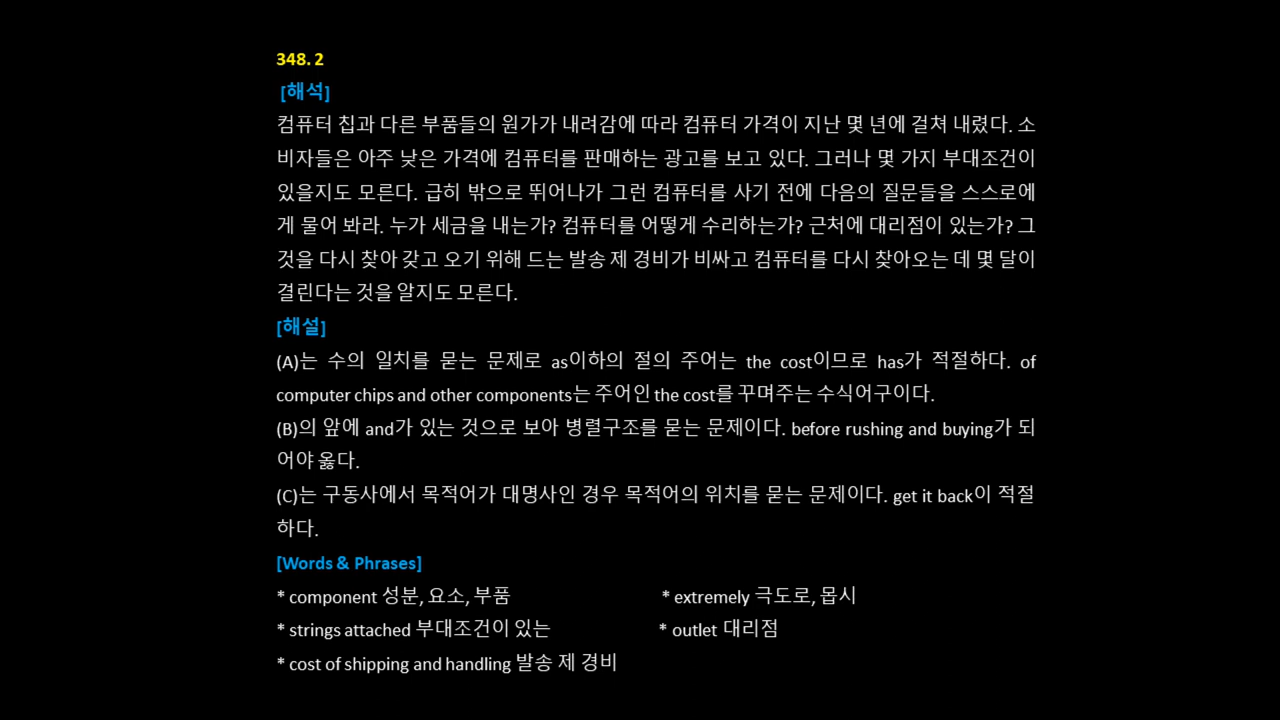 348. 2
[해석]
컴퓨터 칩과 다른 부품들의 원가가 내려감에 따라 컴퓨터 가격이 지난 몇 년에 걸쳐 내렸다. 소
비자들은 아주 낮은 가격에 컴퓨터를 판매하는 광고를 보고 있다. 그러나 몇 가지 부대조건이
있을지도 모른다. 급히 밖으로 뛰어나가 그런 컴퓨터를 사기 전에 다음의 질문들을 스스로에
게 물어 봐라. 누가 세금을 내는가? 컴퓨터를 어떻게 수리하는가? 근처에 대리점이 있는가? 그
것을 다시 찾아 갖고 오기 위해 드는 발송 제 경비가 비싸고 컴퓨터를 다시 찾아오는 데 몇 달이
걸린다는 것을 알지도 모른다.
[해설]
(A)는 수의 일치를 묻는 문제로 as이하의 절의 주어는 the cost이므로 has가 적절하다. of
computer chips and other components는 주어인 the cost를 꾸며주는 수식어구이다.
(B)의 앞에 and가 있는 것으로 보아 병렬구조를 묻는 문제이다. before rushing and buying가 되
어야 옳다.
(C)는 구동사에서 목적어가 대명사인 경우 목적어의 위치를 묻는 문제이다. get it back이 적절
하다.
[Words & Phrases]
* component 성분, 요소, 부품 * extremely 극도로, 몹시
* strings attached 부대조건이 있는 * outlet 대리점
* cost of shipping and handling 발송 제 경비